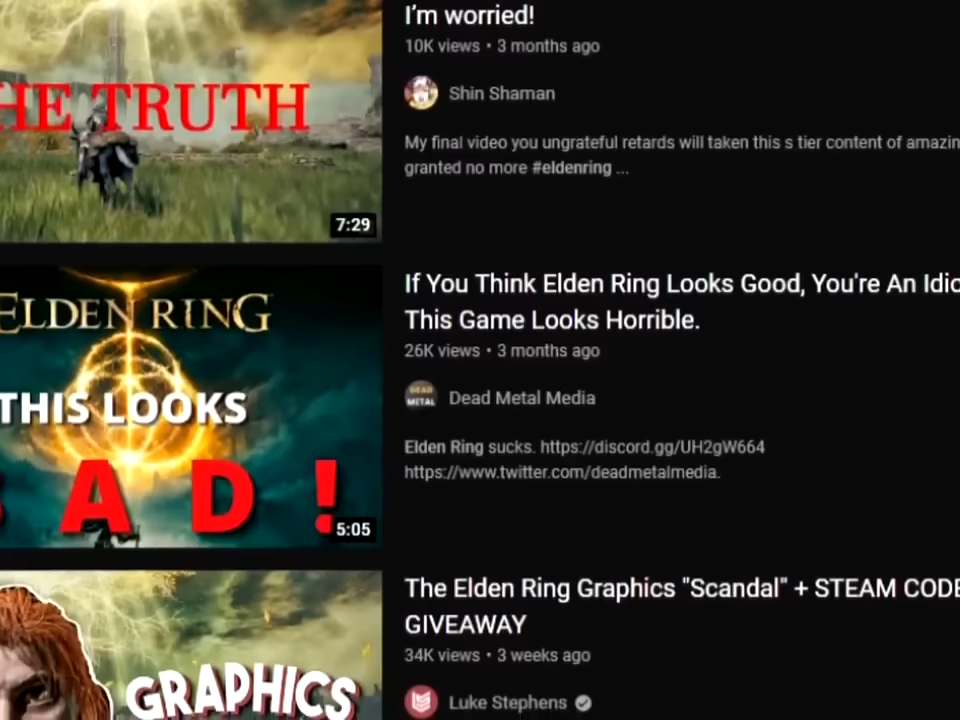 I'm worried!
10K views • 3 months ago
HE TRUTH
Shin Shaman
My final video you ungrateful retards will taken this s tier content of amazin
granted no more #eldenring ...
7:29
ELDEN RING
THIS LOOKS
A D !
5:05
If You Think Elden Ring Looks Good, You're An Idio
This Game Looks Horrible.
26K views • 3 months ago
DEAD
METAL
Dead Metal Media
Elden Ring sucks. https://discord.gg/UH2gW664
https://www.twitter.com/deadmetalmedia.
GRAPHICS
The Elden Ring Graphics "Scandal" + STEAM CODE
GIVEAWAY
34K views • 3 weeks ago
Luke Stephens